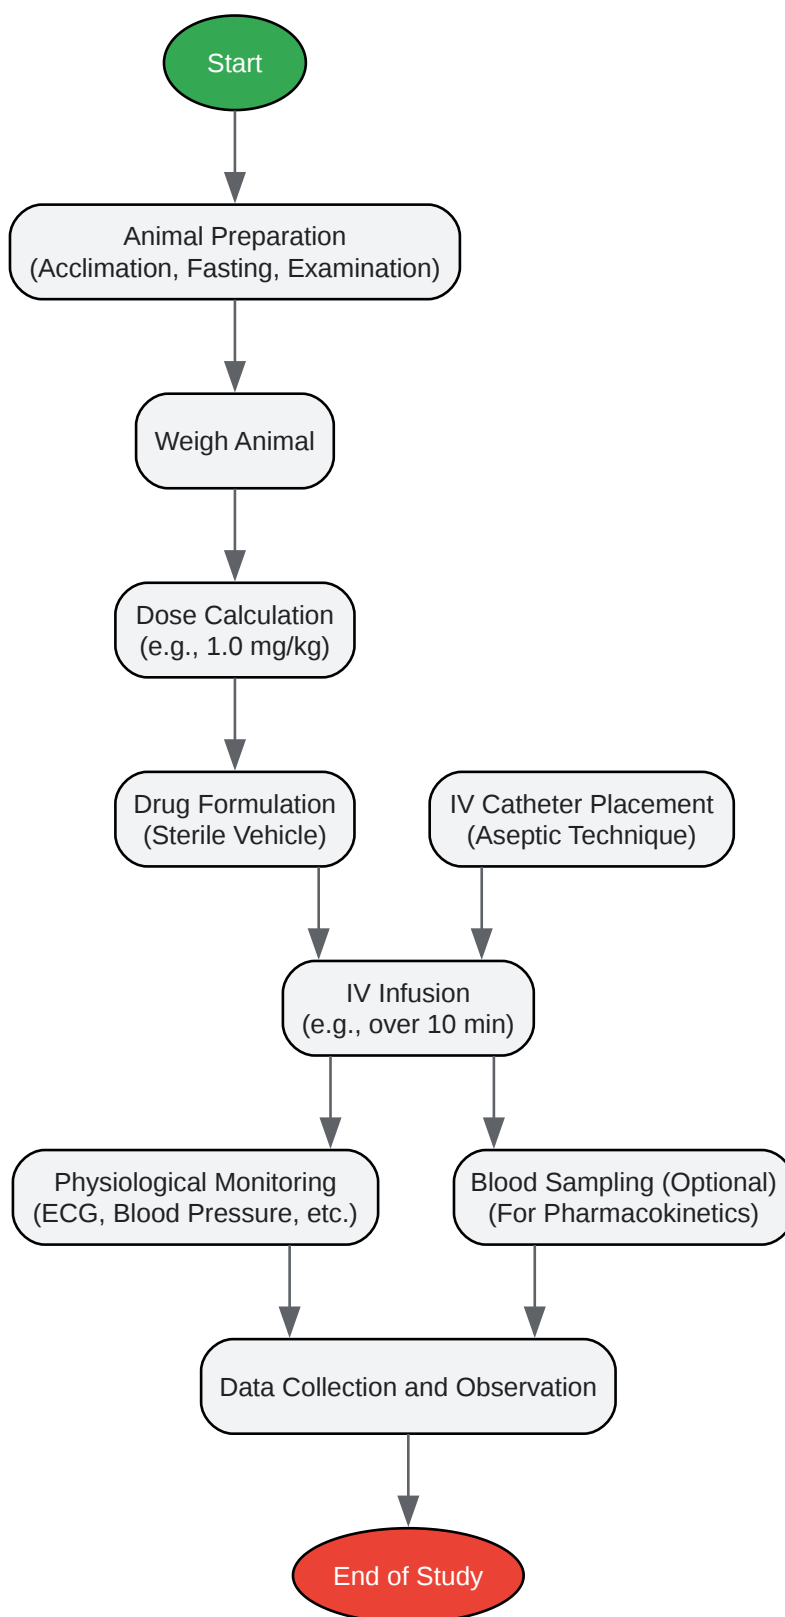 Start
Animal Preparation
(Acclimation, Fasting, Examination)
Weigh Animal
Dose Calculation
(e.g., 1.0 mg/kg)
Drug Formulation
(Sterile Vehicle)
IV Catheter Placement
(Aseptic Technique)
IV Infusion
(e.g., over 10 min)
Physiological Monitoring
(ECG, Blood Pressure, etc.)
Blood Sampling (Optional)
(For Pharmacokinetics)
Data Collection and Observation
End of Study